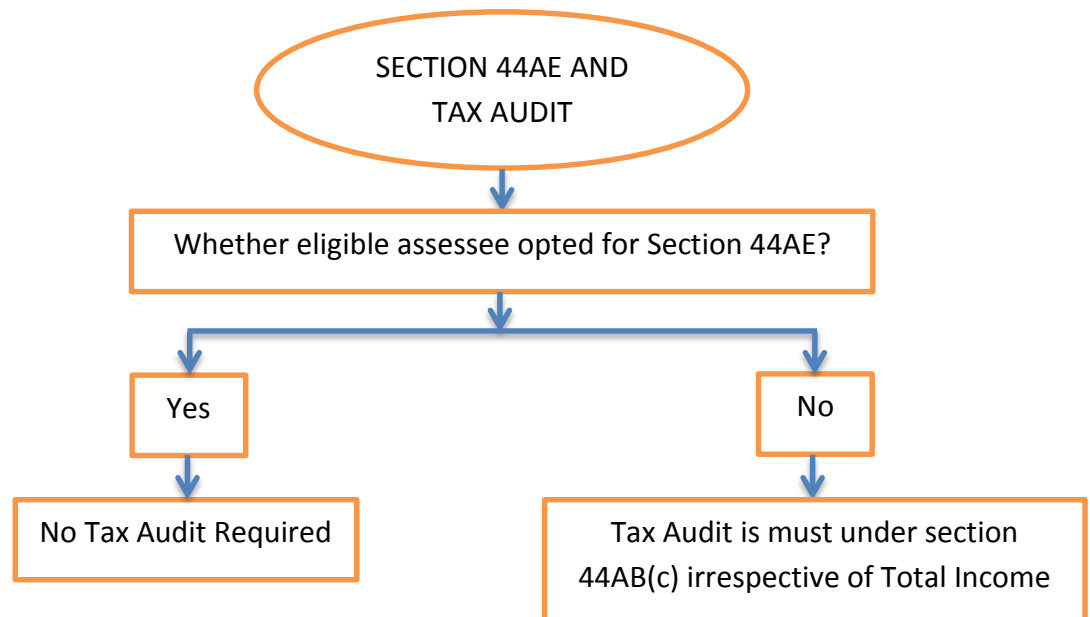 SECTION 44AE AND
TAX AUDIT
Whether eligible assessee opted for Section 44AE?
Yes
No
No Tax Audit Required
Tax Audit is must under section
44AB(c) irrespective of Total Income